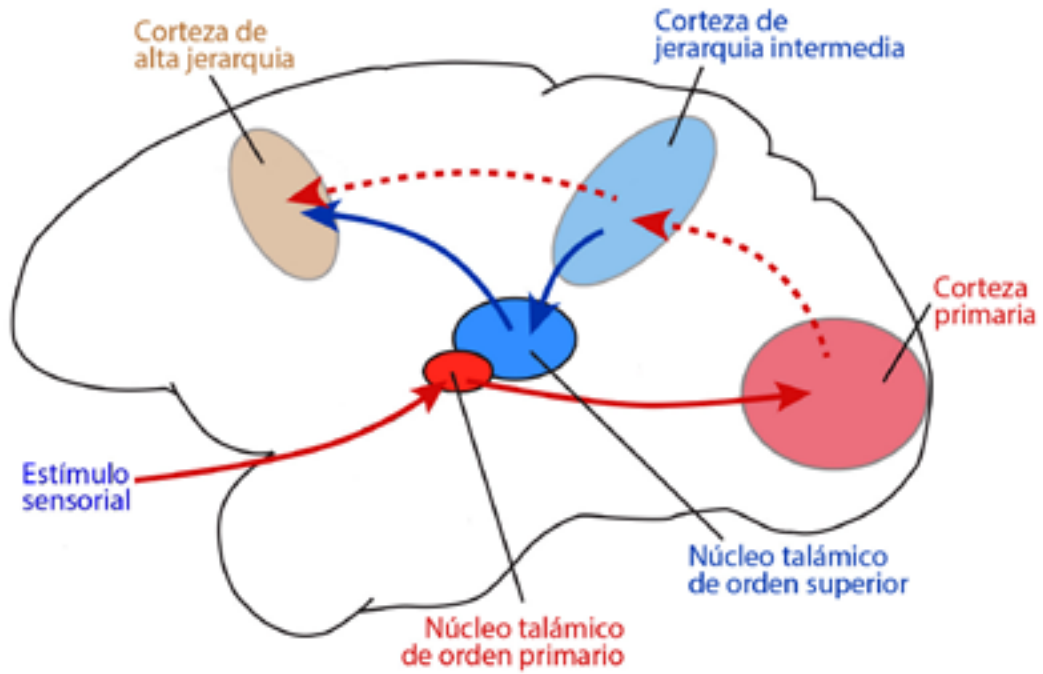 Corteza de
alta jerarquia
Corteza de
jerarquia intermedia
Corteza
primaria
Estímulo
sensorial
Núcleo talámico
de orden superior
Núcleo talámico
de orden primario